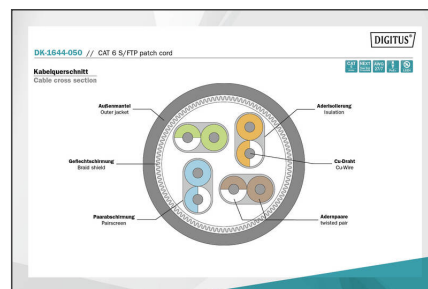 DIGITUS®
DK-1644-050 // CAT 6 S/FTP patch cord
Kabelquerschnitt
Cable cross section
Außenmantel
Outer jacket
Aderisolierung
Isulation
Geflechtschirmung
Braid shield
Cu-Draht
Cu-Wire
Paarabschirmung
Pairscreen
Adernpaare
twisted pair